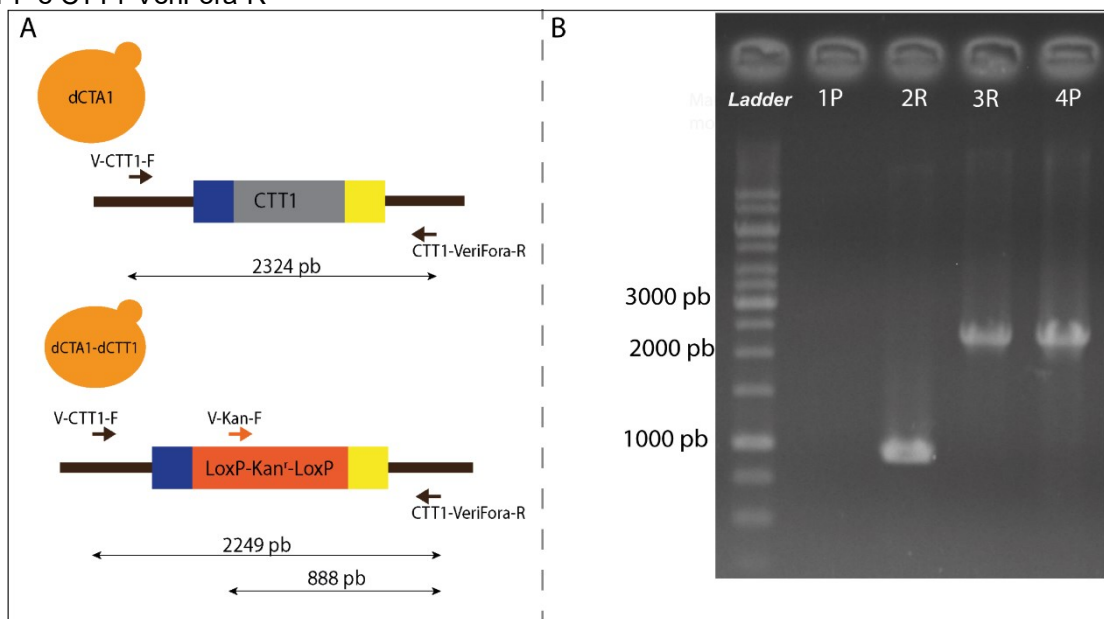 A
dCTA1
V-CTT1-F
CTT1
CTT1-VeriFora-R
2324 pb
dCTA1-dCTT1
V-CTT1-F
V-Kan-F
LoxP-Kanʳ-LoxP
CTT1-VeriFora-R
2249 pb
888 pb
B
Ladder 1P 2R 3R 4P
3000 pb
2000 pb
1000 pb